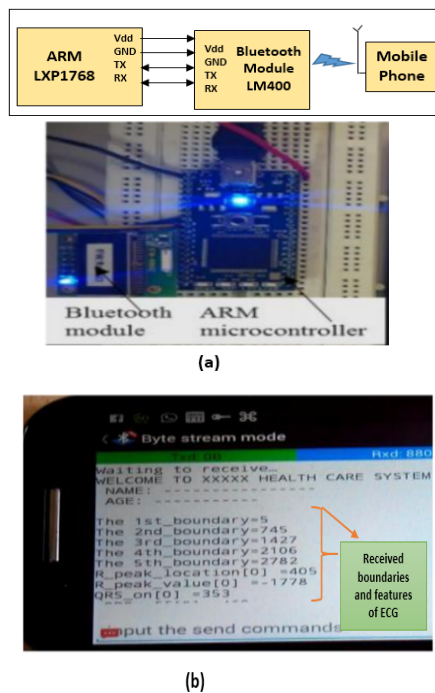 ARM
LXP1768
Vdd
GND
TX
RX
Vdd
GND
TX
RX
Bluetooth
Module
LM400
Mobile
Phone
Bluetooth
module
ARM
microcontroller
(a)
Byte stream mode
Txd: 0B
Rxd: 880
Waiting to receive…
WELCOME TO XXXXX HEALTH CARE SYSTEM
NAME: -----------------
AGE: -----------
The 1st_boundary=5
The 2nd_boundary=745
The 3rd_boundary=1427
The 4th_boundary=2106
The 5th_boundary=2782
R_peak_location[0] =405
R_peak_value[0] =-1778
QRS_on[0] =353
input the send commands
Received
boundaries
and features
of ECG
(b)